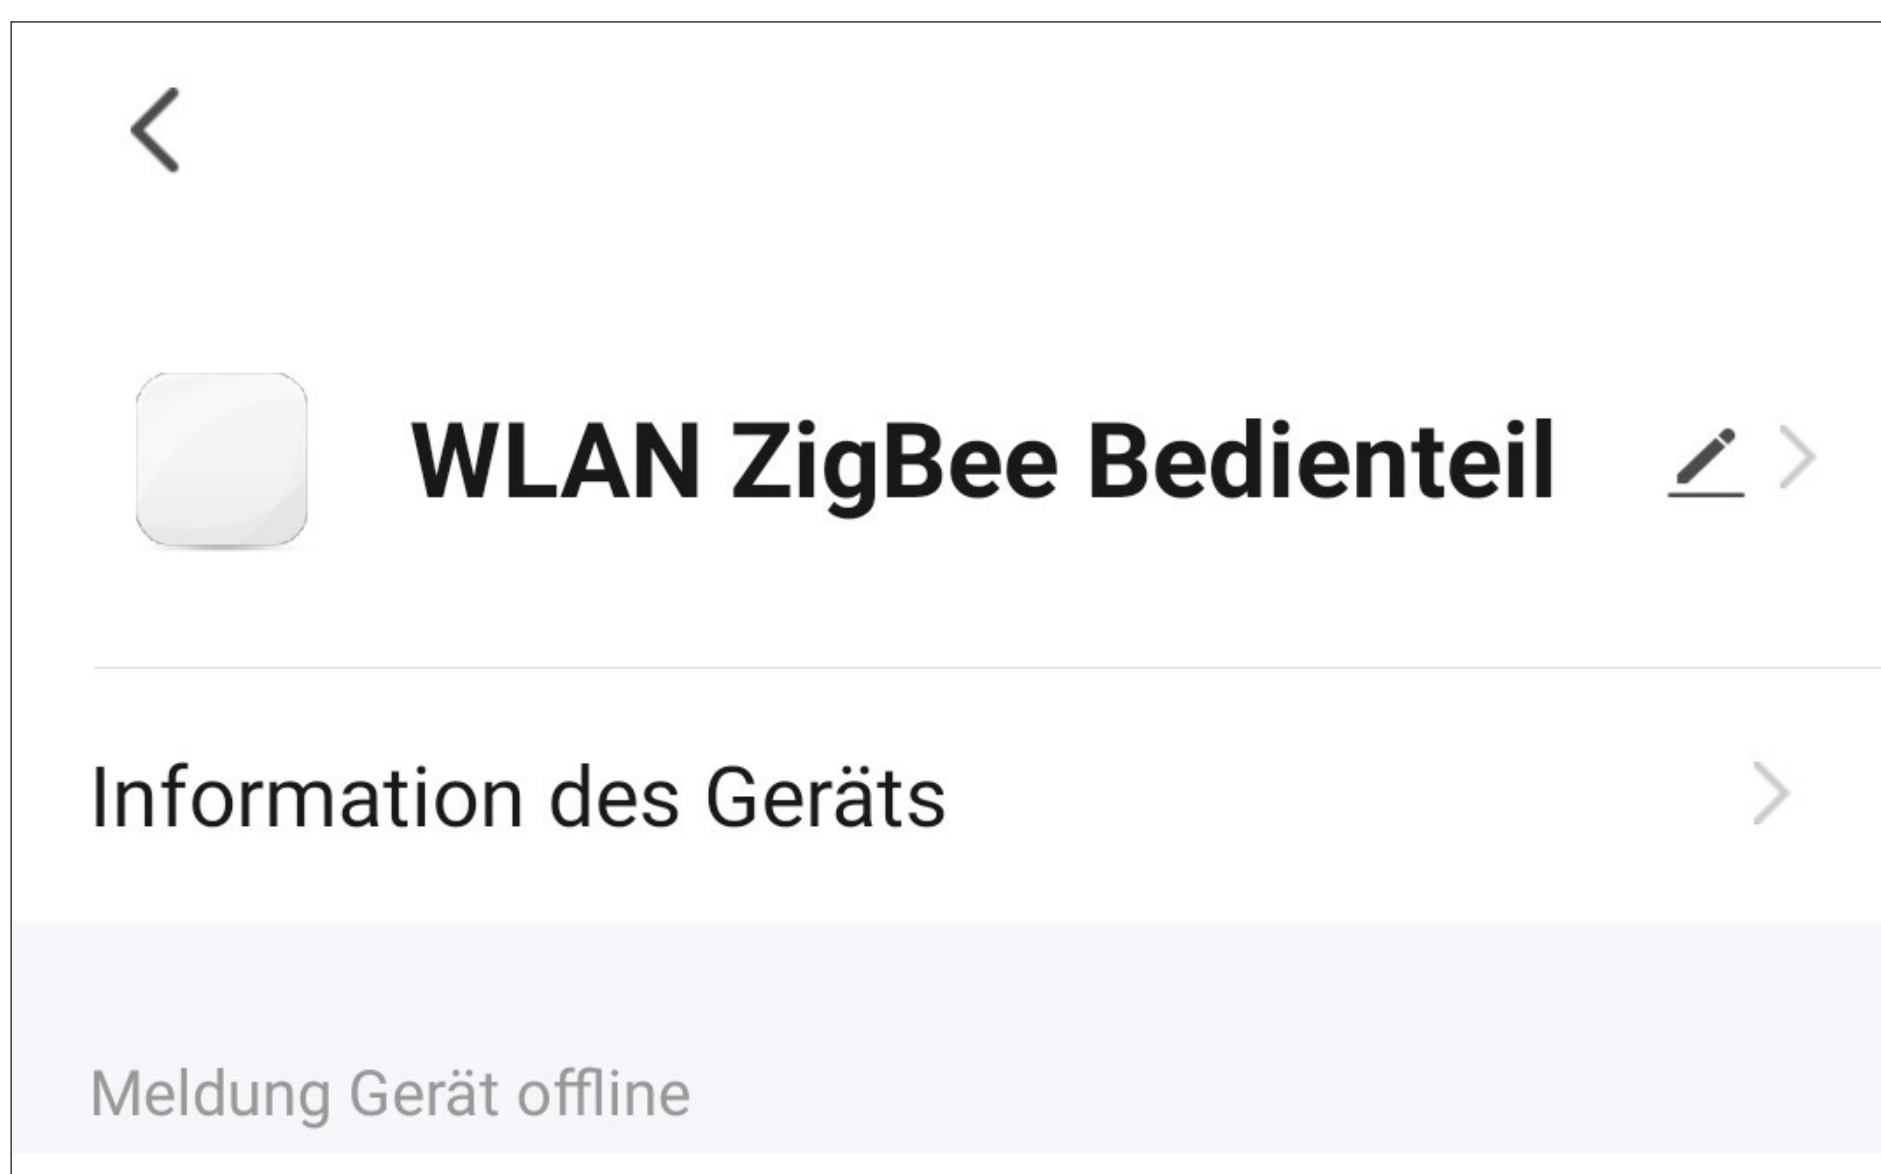 WLAN ZigBee Bedienteil
Information des Geräts
Meldung Gerät offline